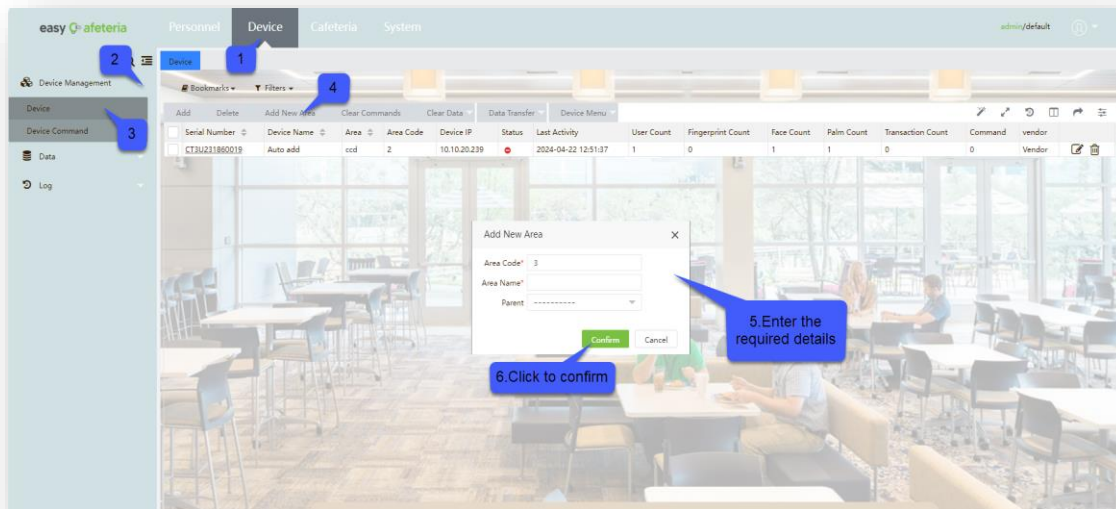 easy Cafeteria
Personnel Device Cafeteria System admin/default
1
2
Device
Device Management
Bookmarks Filters
4
Device
Add Delete Add New Area Clear Commands Clear Data Data Transfer Device Menu
Device Command
3
Serial Number Device Name Area Area Code Device IP Status Last Activity User Count Fingerprint Count Face Count Palm Count Transaction Count Command vendor
CT3U231860019 Auto add ccd 2 10.10.20.239 2024-04-22 12:51:37 1 0 1 1 0 0 Vendor
Data
Log
Add New Area X
Area Code* 3
Area Name*
Parent ----------
5.Enter the
required details
Confirm Cancel
6.Click to confirm